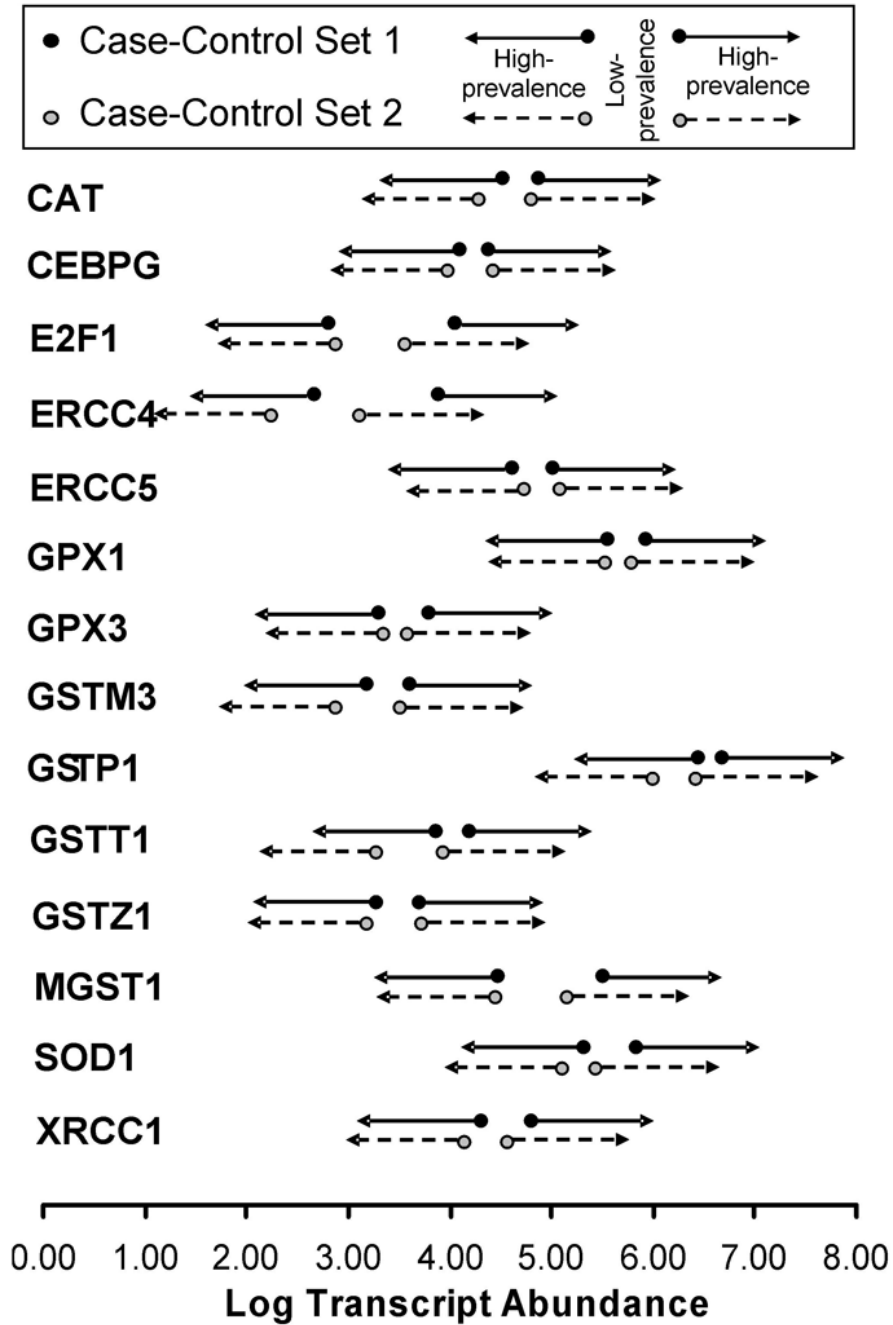 Case-Control Set 1
Case-Control Set 2
High-
prevalence
Low-
prevalence
High-
prevalence
CAT
CEBPG
E2F1
ERCC4
ERCC5
GPX1
GPX3
GSTM3
GSTP1
GSTT1
GSTZ1
MGST1
SOD1
XRCC1
0.00 1.00 2.00 3.00 4.00 5.00 6.00 7.00 8.00
Log Transcript Abundance